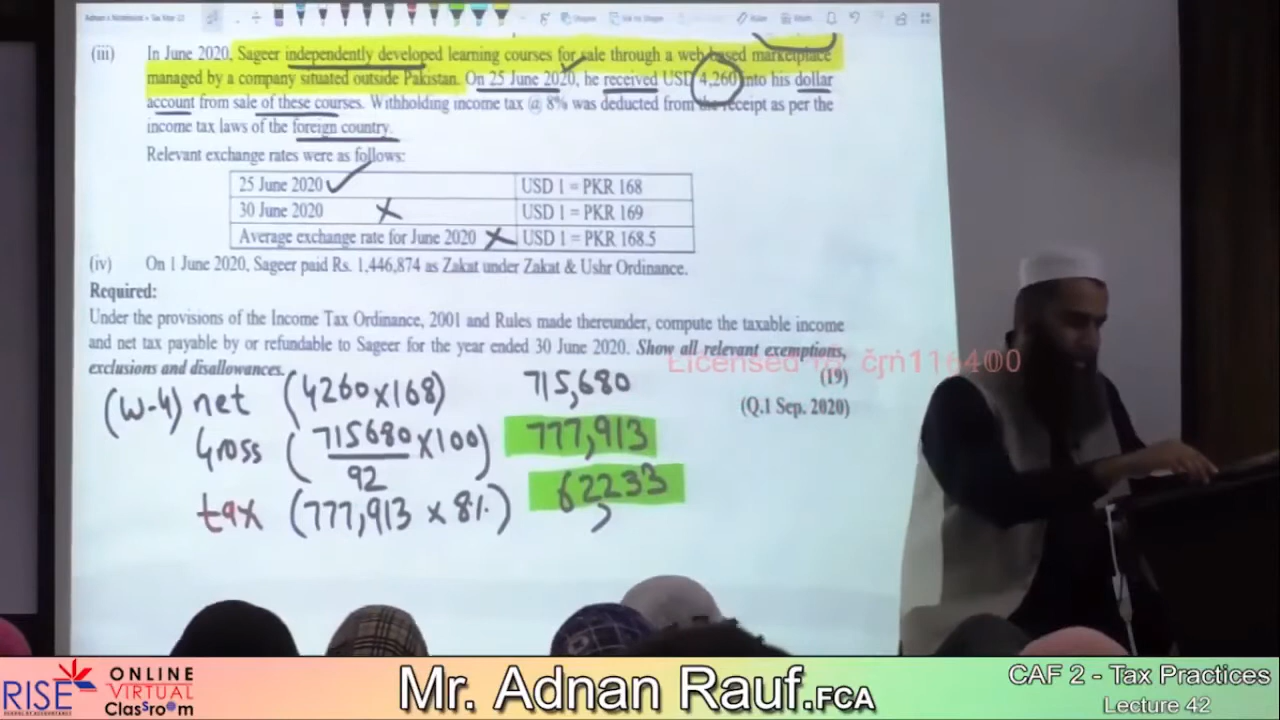 Adnan's Notebook » Tax
(iii) In June 2020, Sageer independently developed learning courses for sale through a web based marketplace
managed by a company situated outside Pakistan. On 25 June 2020, he received USD 4,260 into his dollar
account from sale of these courses. Withholding income tax @ 8% was deducted from the receipt as per the
income tax laws of the foreign country.
Relevant exchange rates were as follows:
25 June 2020 USD 1 = PKR 168
30 June 2020 USD 1 = PKR 169
Average exchange rate for June 2020 USD 1 = PKR 168.5
(iv) On 1 June 2020, Sageer paid Rs. 1,446,874 as Zakat under Zakat & Ushr Ordinance.
Required:
Under the provisions of the Income Tax Ordinance, 2001 and Rules made thereunder, compute the taxable income
and net tax payable by or refundable to Sageer for the year ended 30 June 2020. Show all relevant exemptions,
exclusions and disallowances. (19)
(Q.1 Sep. 2020)
Licensed to: crn116400
(W-4) net (4260×168) 715,680
Gross (715680/92 ×100) 777,913
tax (777,913 × 8%) 62233
RISE
SCHOOL OF ACCOUNTANCY
ONLINE
VIRTUAL
Classroom
Mr. Adnan Rauf.FCA
CAF 2 - Tax Practices
Lecture 42